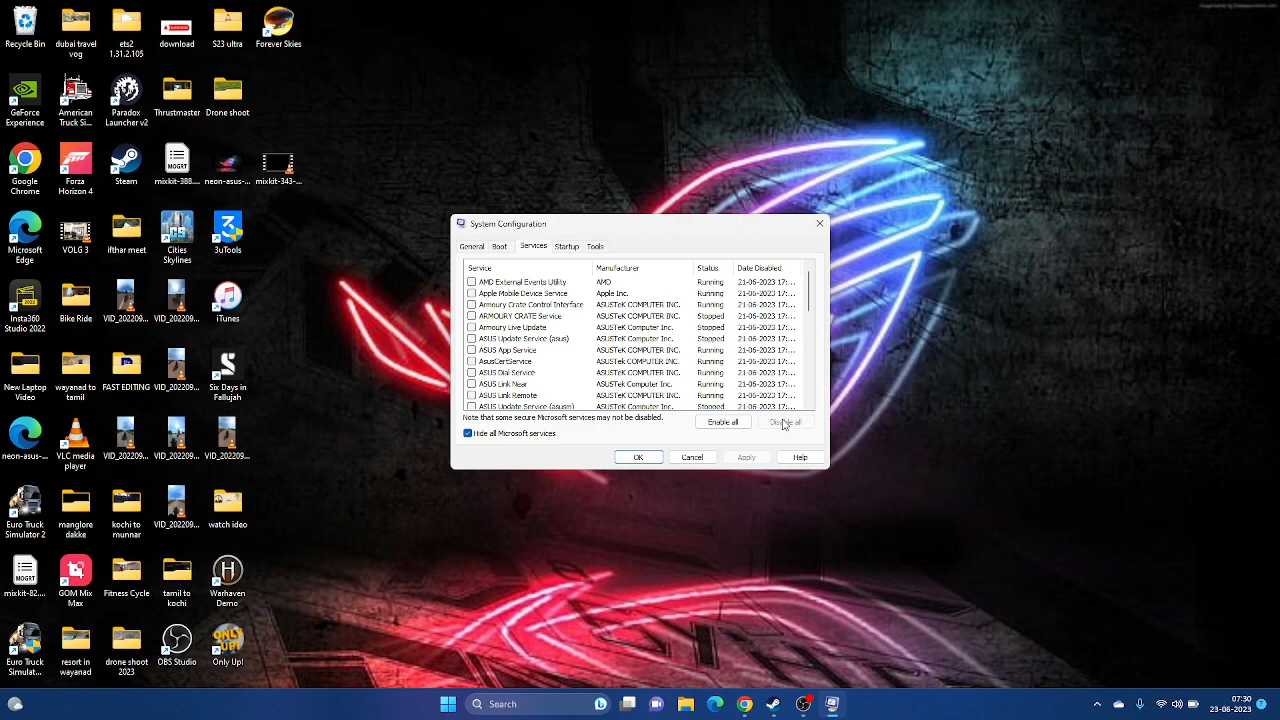 Recycle Bin
dubai travel
vog
ets2
1.31.2.105
download
S23 ultra
Forever Skies
GeForce
Experience
American
Truck Si...
Paradox
Launcher v2
Thrustmaster
Drone shoot
Google
Chrome
Forza
Horizon 4
Steam
MOGRT
mixkit-388...
neon-asus-...
mixkit-343-...
Microsoft
Edge
VOLG 3
ifthar meet
Cities
Skylines
3uTools
2022
Insta360
Studio 2022
Bike Ride
VID_202209...
VID_202209...
iTunes
New Laptop
Video
wayanad to
tamil
FAST EDITING
VID_202209...
Six Days in
Fallujah
neon-as-...
VLC media
player
VID_202209...
VID_202209...
VID_202209...
Euro Truck
Simulator 2
manglore
dakke
kochi to
munnar
VID_202209...
watch ideo
MOGRT
mixkit-82...
GOM Mix
Max
Fitness Cycle
tamil to
kochi
Warhaven
Demo
Euro Truck
Simulat...
resort in
wayanad
drone shoot
2023
OBS Studio
ONLY
UP!
Only Up!
System Configuration
General Boot Services Startup Tools
Service Manufacturer Status Date Disabled
AMD External Events Utility AMD Running 21-06-2023 17:...
Apple Mobile Device Service Apple Inc. Running 21-06-2023 17:...
Armoury Crate Control Interface ASUSTeK COMPUTER INC. Running 21-06-2023 17:...
ARMOURY CRATE Service ASUSTeK COMPUTER INC. Stopped 21-06-2023 17:...
Armoury Live Update ASUSTeK Computer Inc. Stopped 21-06-2023 17:...
ASUS Update Service (asus) ASUSTeK Computer Inc. Stopped 21-06-2023 17:...
ASUS App Service ASUSTeK COMPUTER INC. Running 21-06-2023 17:...
AsusCertService ASUSTeK COMPUTER INC. Running 21-06-2023 17:...
ASUS Dial Service ASUSTeK COMPUTER INC. Running 21-06-2023 17:...
ASUS Link Near ASUSTeK Computer Inc. Running 21-06-2023 17:...
ASUS Link Remote ASUSTeK COMPUTER INC. Running 21-06-2023 17:...
ASUS Update Service (asusm) ASUSTeK Computer Inc. Stopped 21-06-2023 17:...
Note that some secure Microsoft services may not be disabled.
Enable all Disable all
Hide all Microsoft services
OK Cancel Apply Help
Search
07:30
23-06-2023